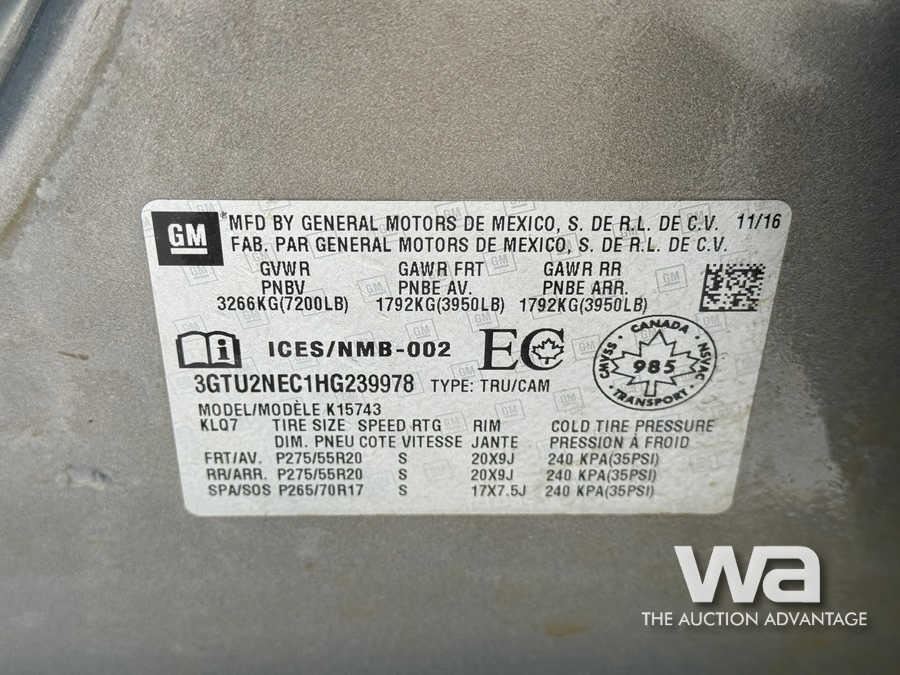 GM
MFD BY GENERAL MOTORS DE MEXICO, S. DE R.L. DE C.V. 11/16
FAB. PAR GENERAL MOTORS DE MEXICO, S. DE R.L. DE C.V.
GVWR GAWR FRT GAWR RR
PNBV PNBE AV. PNBE ARR.
3266KG(7200LB) 1792KG(3950LB) 1792KG(3950LB)
i ICES/NMB-002 EC
CANADA
CMVSS 985 NSVAC
TRANSPORT
3GTU2NEC1HG239978 TYPE: TRU/CAM
MODEL/MODÈLE K15743
KLQ7 TIRE SIZE SPEED RTG RIM COLD TIRE PRESSURE
DIM. PNEU COTE VITESSE JANTE PRESSION À FROID
FRT/AV. P275/55R20 S 20X9J 240 KPA(35PSI)
RR/ARR. P275/55R20 S 20X9J 240 KPA(35PSI)
SPA/SOS P265/70R17 S 17X7.5J 240 KPA(35PSI)
wa
THE AUCTION ADVANTAGE